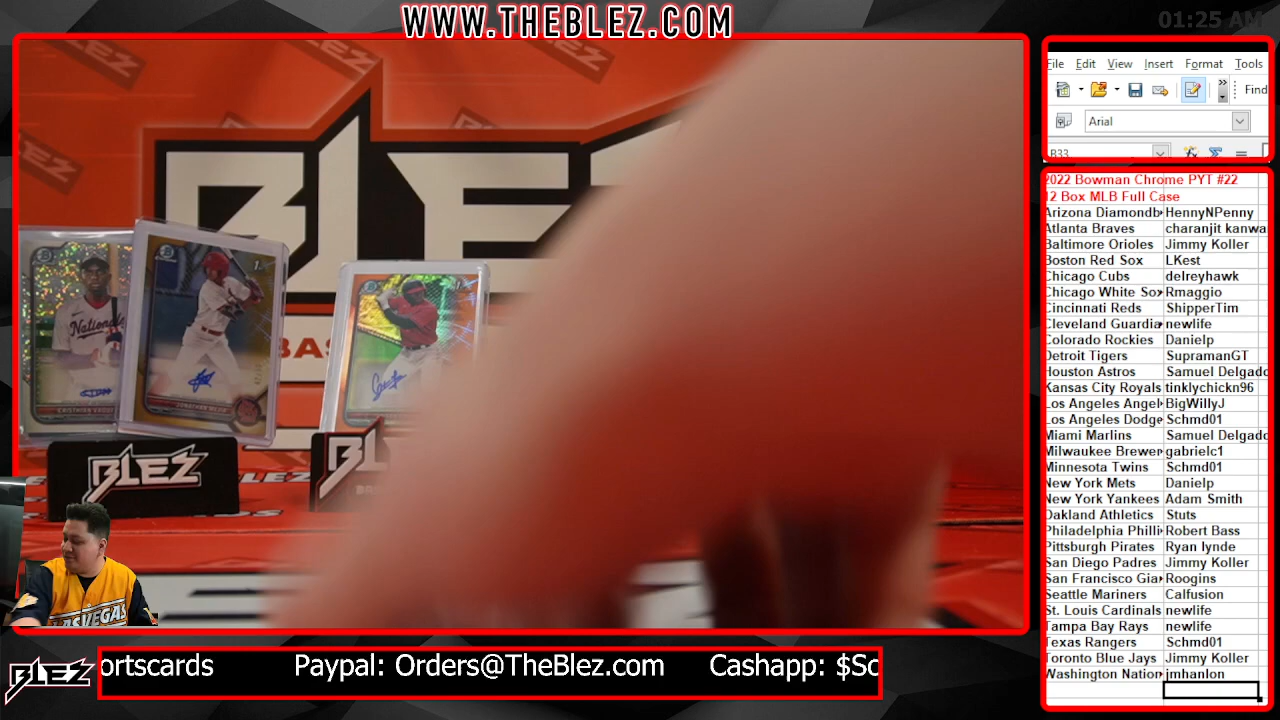 WWW.THEBLEZ.COM
01:25 AM
BLE
BLEZ
BLEZ
Nationals
File Edit View Insert Format Tools
Find
Arial
B33
2022 Bowman Chrome PYT #22
12 Box MLB Full Case
Arizona Diamondb HennyNPenny
Atlanta Braves charanjit kanwa
Baltimore Orioles Jimmy Koller
Boston Red Sox LKest
Chicago Cubs delreyhawk
Chicago White Sox Rmaggio
Cincinnati Reds ShipperTim
Cleveland Guardia newlife
Colorado Rockies Danielp
Detroit Tigers SupramanGT
Houston Astros Samuel Delgado
Kansas City Royals tinklychickn96
Los Angeles Angel BigWillyJ
Los Angeles Dodge Schmd01
Miami Marlins Samuel Delgado
Milwaukee Brewer gabrielc1
Minnesota Twins Schmd01
New York Mets Danielp
New York Yankees Adam Smith
Oakland Athletics Stuts
Philadelphia Philli Robert Bass
Pittsburgh Pirates Ryan lynde
San Diego Padres Jimmy Koller
San Francisco Gia Roogins
Seattle Mariners Calfusion
St. Louis Cardinals newlife
Tampa Bay Rays newlife
Texas Rangers Schmd01
Toronto Blue Jays Jimmy Koller
Washington Nation jmhanlon
LAS VEGAS
BLEZ
ortscards Paypal: Orders@TheBlez.com Cashapp: $Sc